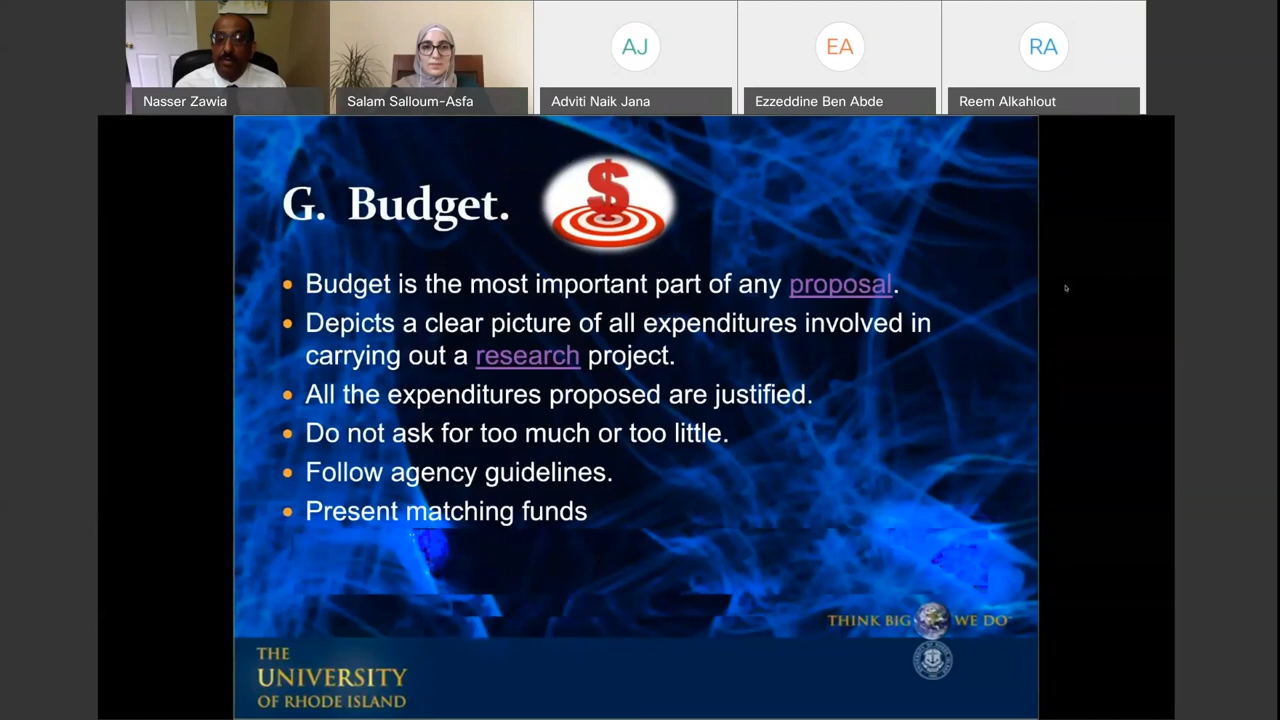 Nasser Zawia
Salam Salloum-Asfa
AJ
Adviti Naik Jana
EA
Ezzeddine Ben Abde
RA
Reem Alkahlout
G. Budget.
$
• Budget is the most important part of any proposal.
• Depicts a clear picture of all expenditures involved in
carrying out a research project.
• All the expenditures proposed are justified.
• Do not ask for too much or too little.
• Follow agency guidelines.
• Present matching funds
THINK BIG WE DO
THE
UNIVERSITY
OF RHODE ISLAND